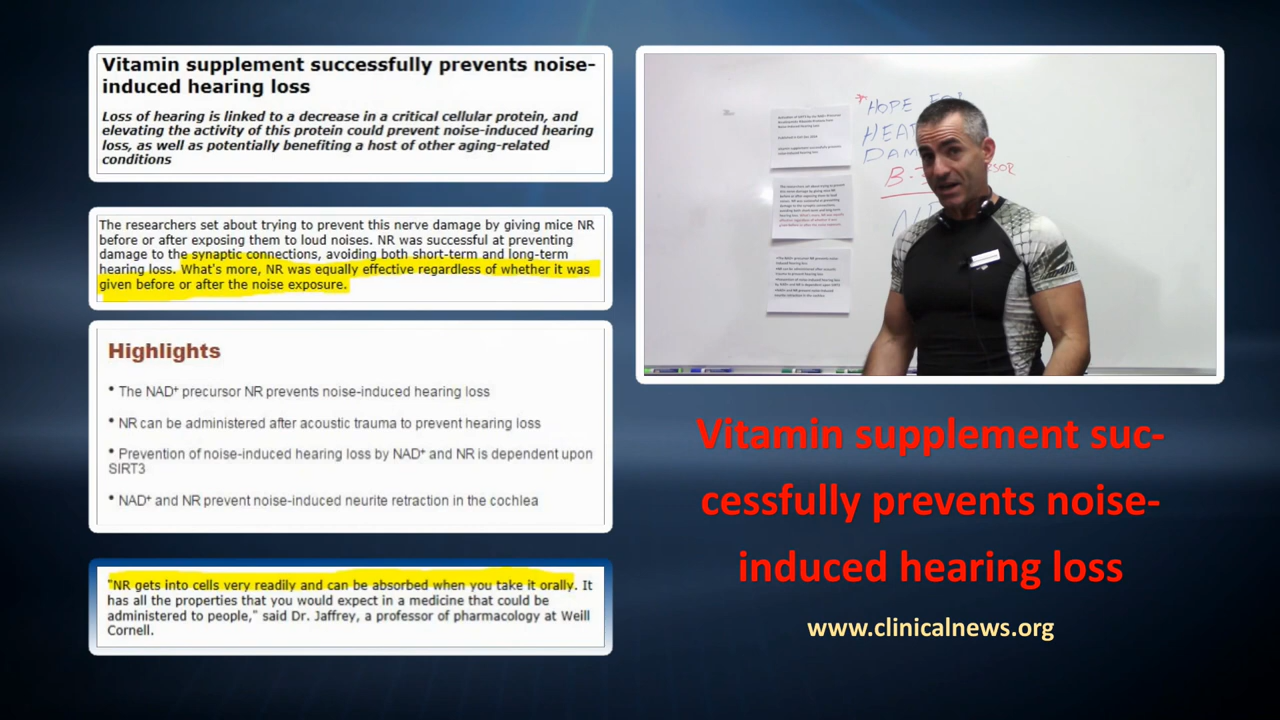 Vitamin supplement successfully prevents noise-
induced hearing loss
Loss of hearing is linked to a decrease in a critical cellular protein, and
elevating the activity of this protein could prevent noise-induced hearing
loss, as well as potentially benefiting a host of other aging-related
conditions
The researchers set about trying to prevent this nerve damage by giving mice NR
before or after exposing them to loud noises. NR was successful at preventing
damage to the synaptic connections, avoiding both short-term and long-term
hearing loss. What's more, NR was equally effective regardless of whether it was
given before or after the noise exposure.
Highlights
• The NAD⁺ precursor NR prevents noise-induced hearing loss
• NR can be administered after acoustic trauma to prevent hearing loss
• Prevention of noise-induced hearing loss by NAD⁺ and NR is dependent upon
SIRT3
• NAD⁺ and NR prevent noise-induced neurite retraction in the cochlea
"NR gets into cells very readily and can be absorbed when you take it orally. It
has all the properties that you would expect in a medicine that could be
administered to people," said Dr. Jaffrey, a professor of pharmacology at Weill
Cornell.
*HOPE FO
HEA
DAM
B-3
Vitamin supplement suc-
cessfully prevents noise-
induced hearing loss
www.clinicalnews.org